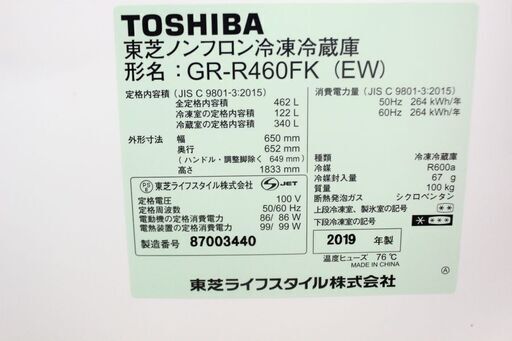 TOSHIBA
東芝ノンフロン冷凍冷蔵庫
形名：GR-R460FK (EW)
定格内容積 (JIS C 9801-3:2015)
全定格内容積 462 L
冷凍室の定格内容積 122 L
冷蔵室の定格内容積 340 L
外形寸法 幅 650 mm
奥行 652 mm
(ハンドル・調整脚除く 649 mm)
高さ 1833 mm
消費電力量 (JIS C 9801-3:2015)
50Hz 264 kWh/年
60Hz 264 kWh/年
種類 冷凍冷蔵庫
冷媒 R600a
冷媒封入量 67 g
質量 100 kg
断熱発泡ガス シクロペンタン
上段冷凍室、製氷室の記号
下段冷凍室の記号
PSE 東芝ライフスタイル株式会社 JET
定格電圧 100 V
定格周波数 50/60 Hz
電動機の定格消費電力 86/ 86 W
電熱装置の定格消費電力 99/ 99 W
製造番号 87003440
2019 年製
温度ヒューズ 76℃
MADE IN CHINA
A
東芝ライフスタイル株式会社